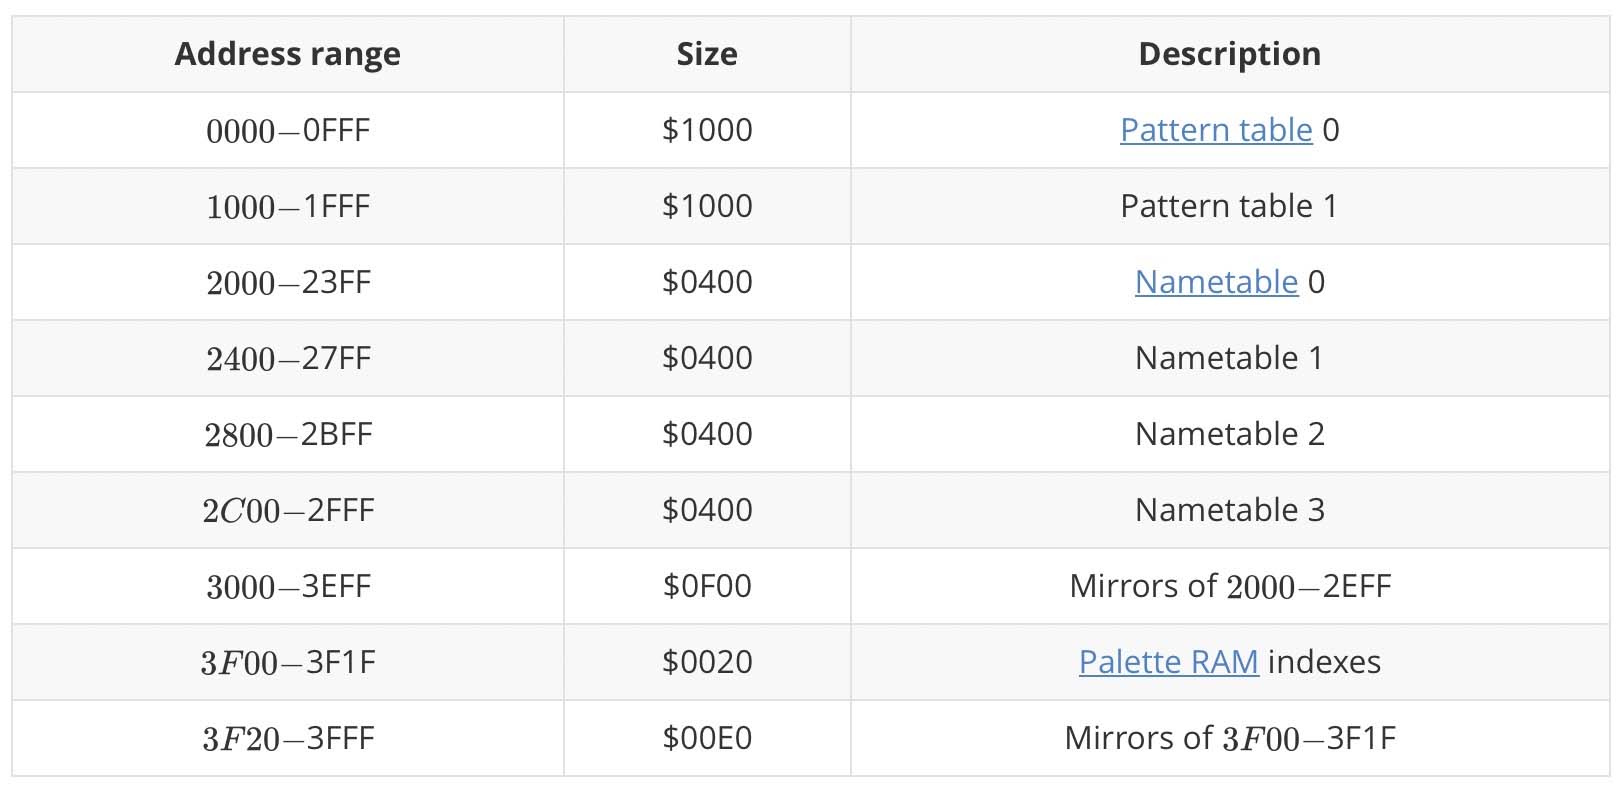 Address range Size Description
0000–0FFF $1000 Pattern table 0
1000–1FFF $1000 Pattern table 1
2000–23FF $0400 Nametable 0
2400–27FF $0400 Nametable 1
2800–2BFF $0400 Nametable 2
2C00–2FFF $0400 Nametable 3
3000–3EFF $0F00 Mirrors of 2000–2EFF
3F00–3F1F $0020 Palette RAM indexes
3F20–3FFF $00E0 Mirrors of 3F00–3F1F